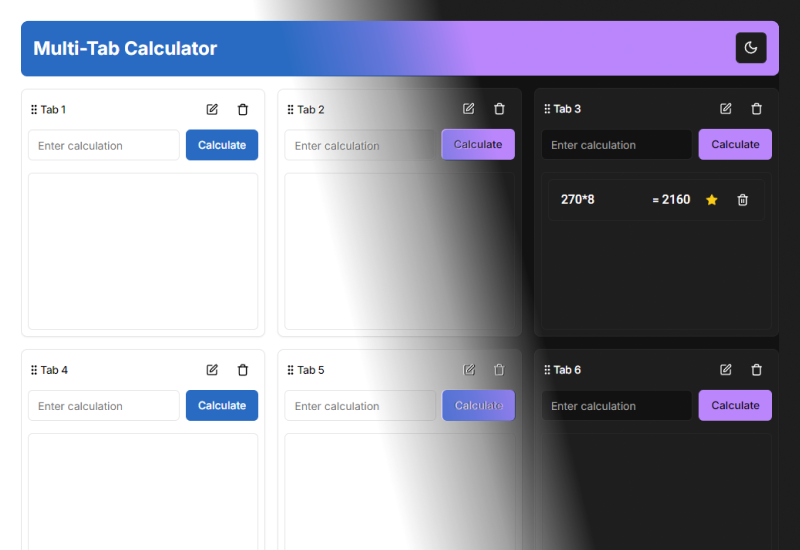 Multi-Tab Calculator
Tab 1
Enter calculation
Calculate
Tab 2
Enter calculation
Calculate
Tab 3
Enter calculation
Calculate
270*8 = 2160
Tab 4
Enter calculation
Calculate
Tab 5
Enter calculation
Calculate
Tab 6
Enter calculation
Calculate